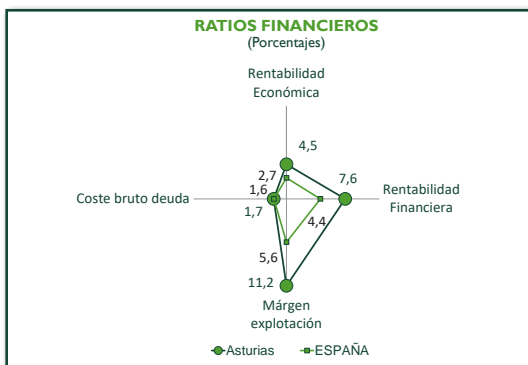 RATIOS FINANCIEROS
(Porcentajes)
Rentabilidad
Económica
4,5
2,7
7,6
1,6
Coste bruto deuda
Rentabilidad
Financiera
1,7
4,4
5,6
11,2
Márgen
explotación
Asturias
ESPAÑA